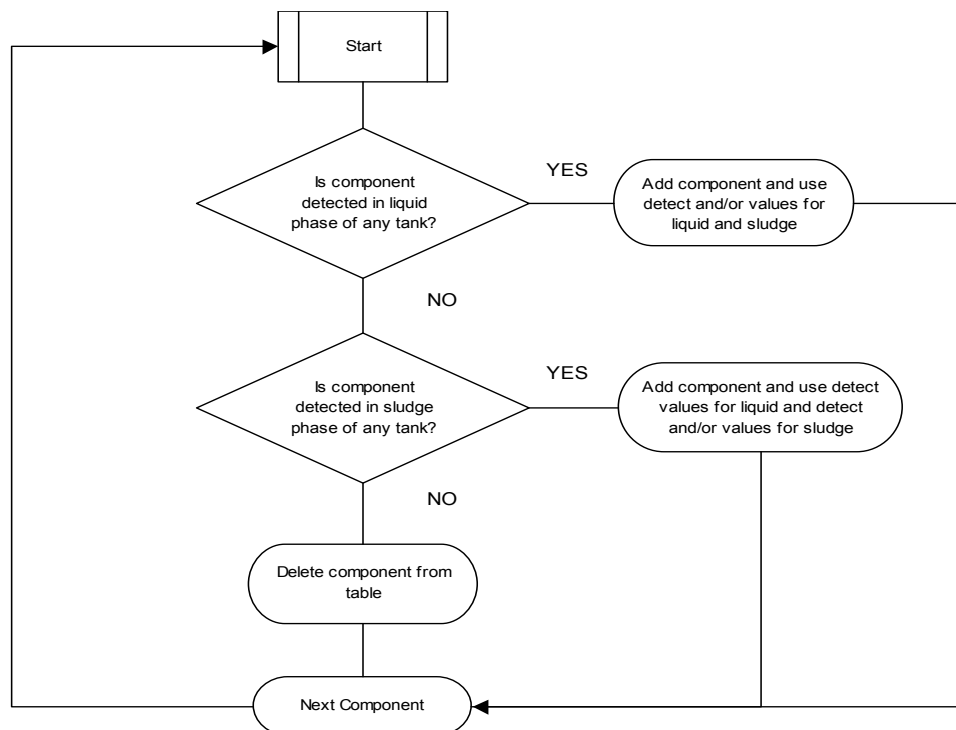 Start
Is component
detected in liquid
phase of any tank?
YES
Add component and use
detect and/or values for
liquid and sludge
NO
Is component
detected in sludge
phase of any tank?
YES
Add component and use detect
values for liquid and detect
and/or values for sludge
NO
Delete component from
table
Next Component